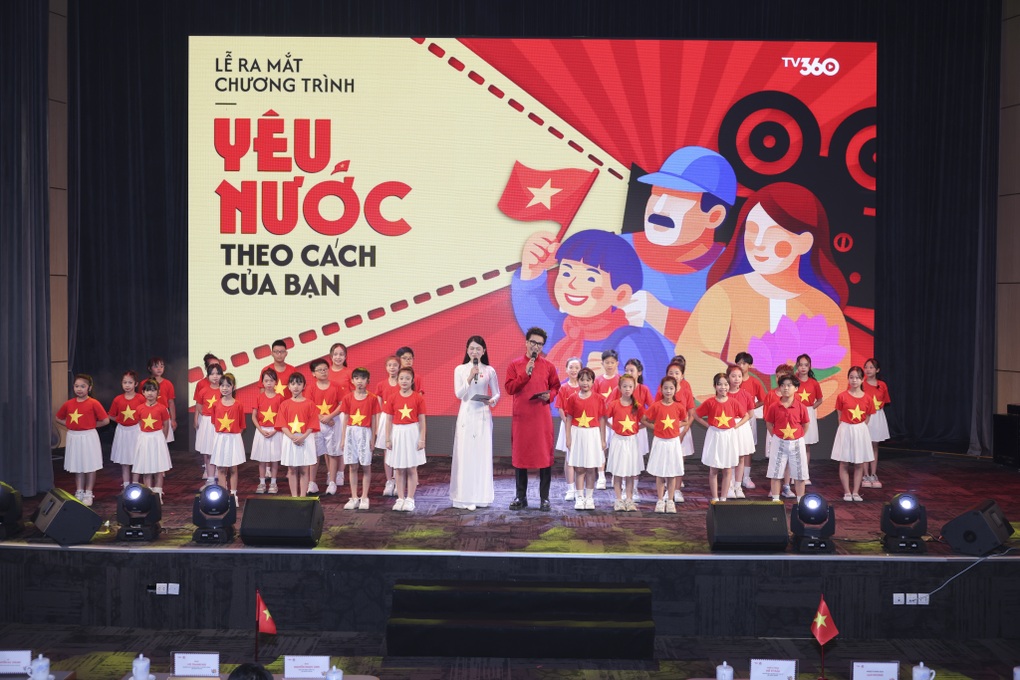 LỄ RA MẮT
CHƯƠNG TRÌNH
YÊU
NƯỚC
THEO CÁCH
CỦA BẠN
TV360